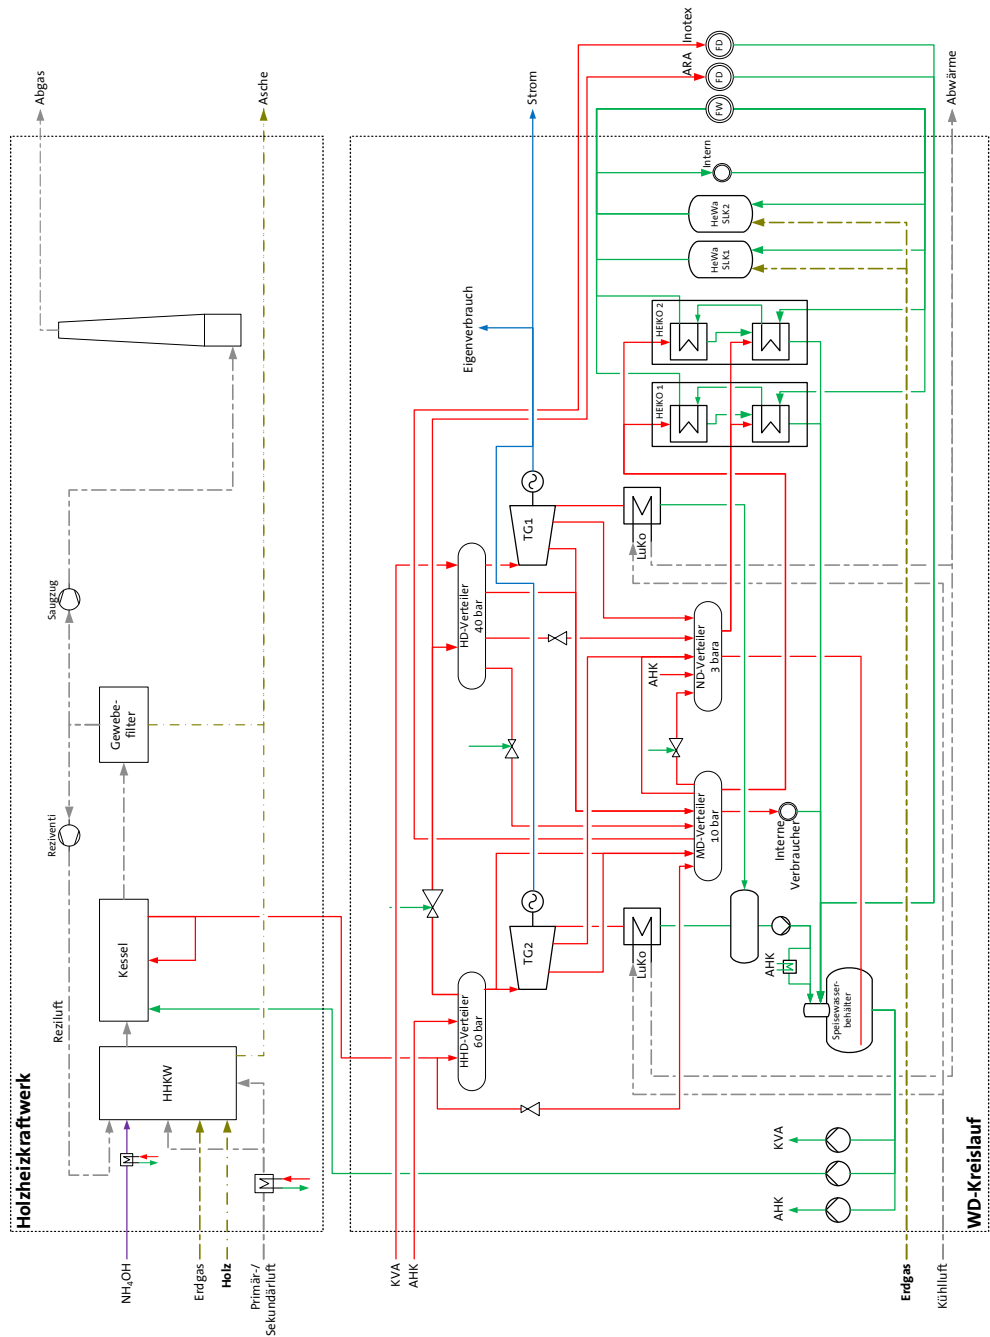 Holzheizkraftwerk
NH₄OH
Erdgas
Holz
Primär-/
Sekundärluft
M
M
Reziluft
HHKW
Kessel
Reziventi
Gewebe-
filter
Saugzug
Abgas
Asche
WD-Kreislauf
KVA
AHK
Erdgas
Kühlluft
HHD-Verteiler
60 bar
TG2
HD-Verteiler
40 bar
TG1
Eigenverbrauch
Strom
LuKo
LuKo
MD-Verteiler
10 bar
ND-Verteiler
3 bara
AHK
Interne
Verbraucher
HEIKO 1
HEIKO 2
HeWa
SLK1
HeWa
SLK2
Intern
FW
FD
ARA
FD
Inotex
Abwärme
AHK
M
Speisewasser-
behälter
KVA
AHK